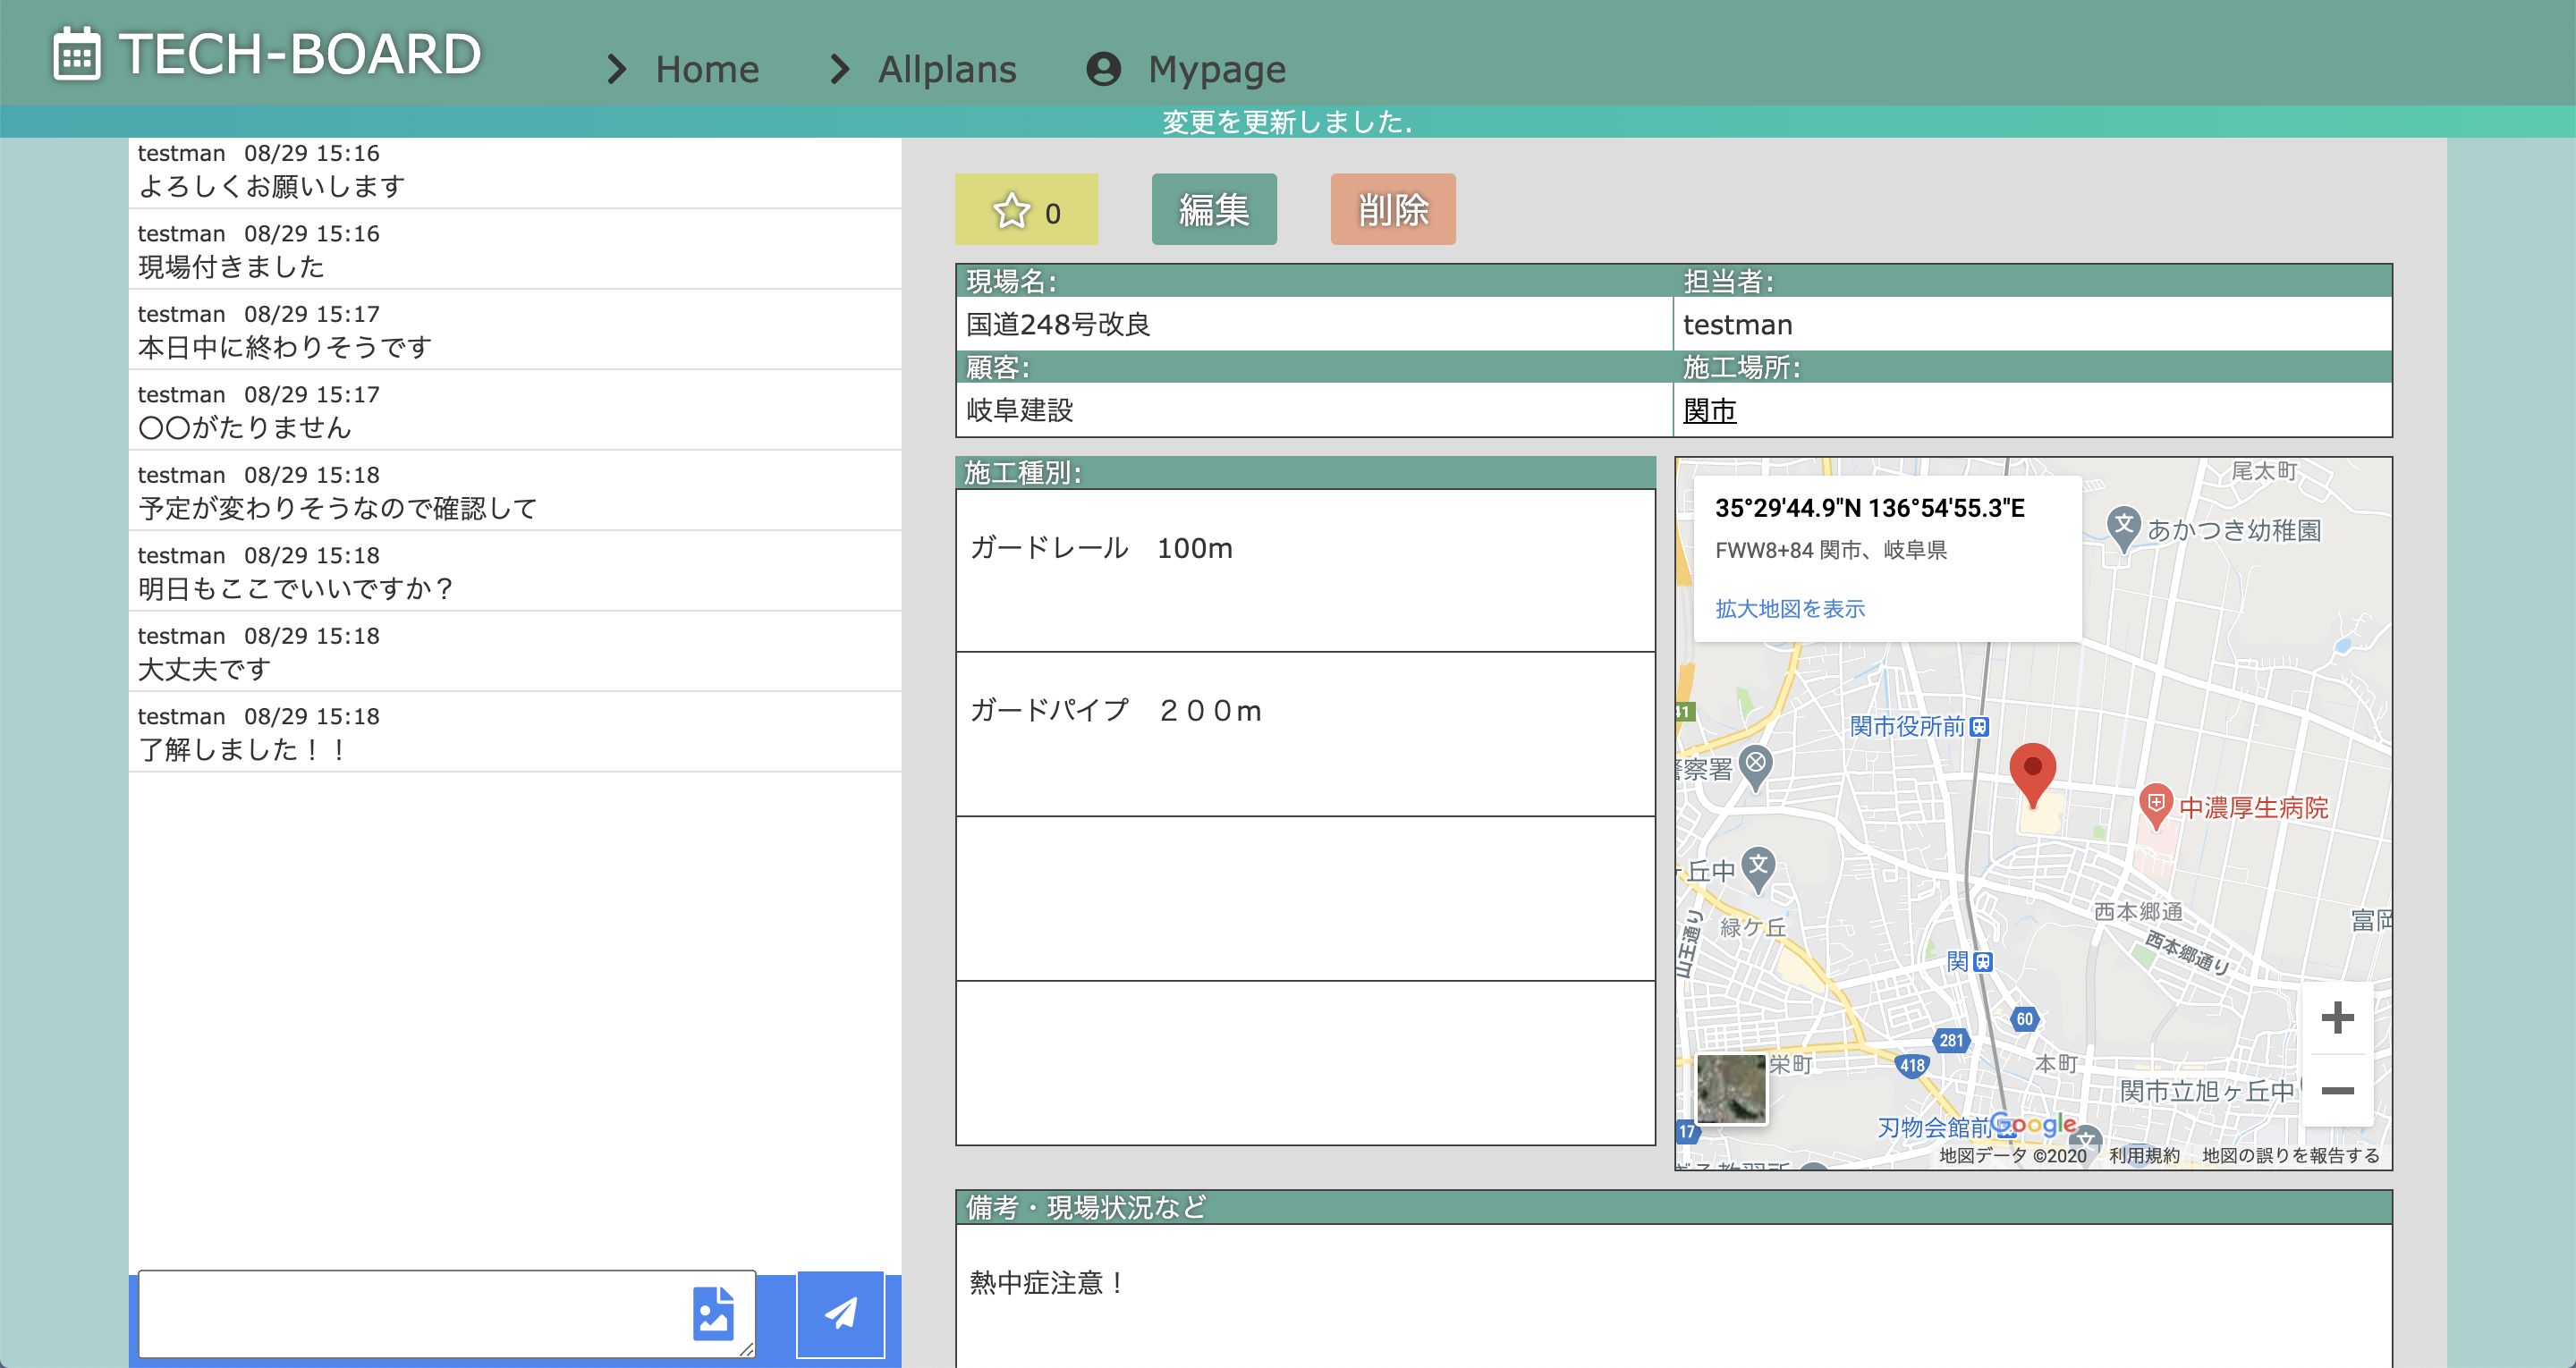 TECH-BOARD
Home
Allplans
Mypage
変更を更新しました.
testman 08/29 15:16
よろしくお願いします
testman 08/29 15:16
現場付きました
testman 08/29 15:17
本日中に終わりそうです
testman 08/29 15:17
〇〇がたりません
testman 08/29 15:18
予定が変わりそうなので確認して
testman 08/29 15:18
明日もここでいいですか？
testman 08/29 15:18
大丈夫です
testman 08/29 15:18
了解しました！！
0
編集
削除
現場名:
担当者:
国道248号改良
testman
顧客:
施工場所:
岐阜建設
関市
施工種別:
ガードレール　100m
ガードパイプ　２００m
35°29'44.9"N 136°54'55.3"E
FWW8+84 関市、岐阜県
拡大地図を表示
尾太町
あかつき幼稚園
41
関市役所前
警察署
中濃厚生病院
丘中
緑ケ丘
山王通り
西本郷通
西本郷通り
富岡
関
60
281
418
栄町
本町
関市立旭ヶ丘中
17
刃物会館前
Google
地図データ ©2020
利用規約
地図の誤りを報告する
備考・現場状況など
熱中症注意！